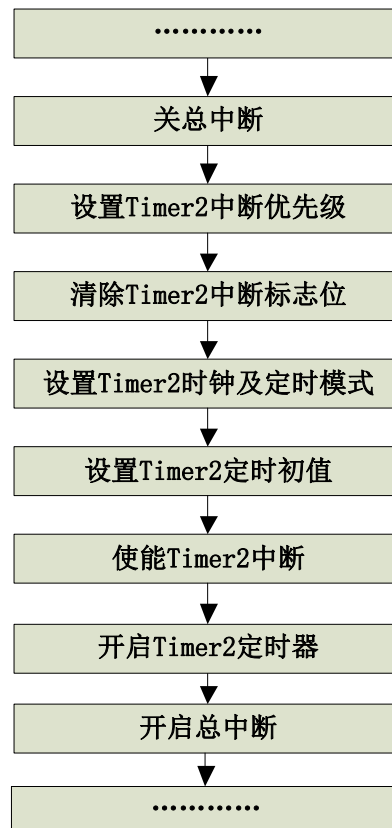 …………
关总中断
设置Timer2中断优先级
清除Timer2中断标志位
设置Timer2时钟及定时模式
设置Timer2定时初值
使能Timer2中断
开启Timer2定时器
开启总中断
…………